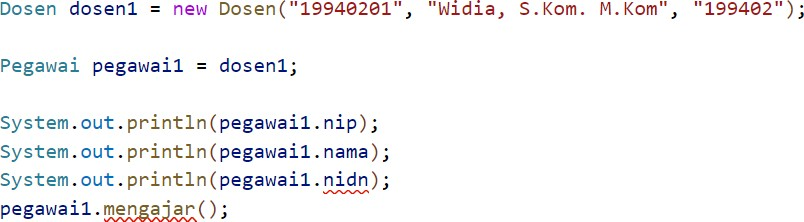 Dosen dosen1 = new Dosen("19940201", "Widia, S.Kom. M.Kom", "199402");
Pegawai pegawai1 = dosen1;
System.out.println(pegawai1.nip);
System.out.println(pegawai1.nama);
System.out.println(pegawai1.nidn);
pegawai1.mengajar();